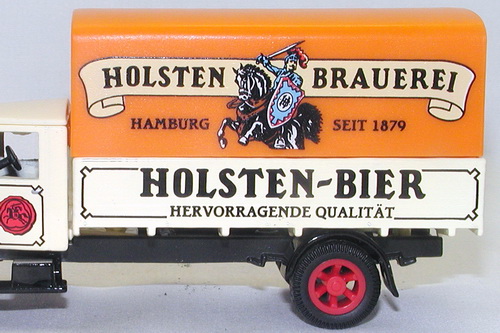 HOLSTEN BRAUEREI
HAMBURG SEIT 1879
HOLSTEN-BIER
HERVORRAGENDE QUALITÄT